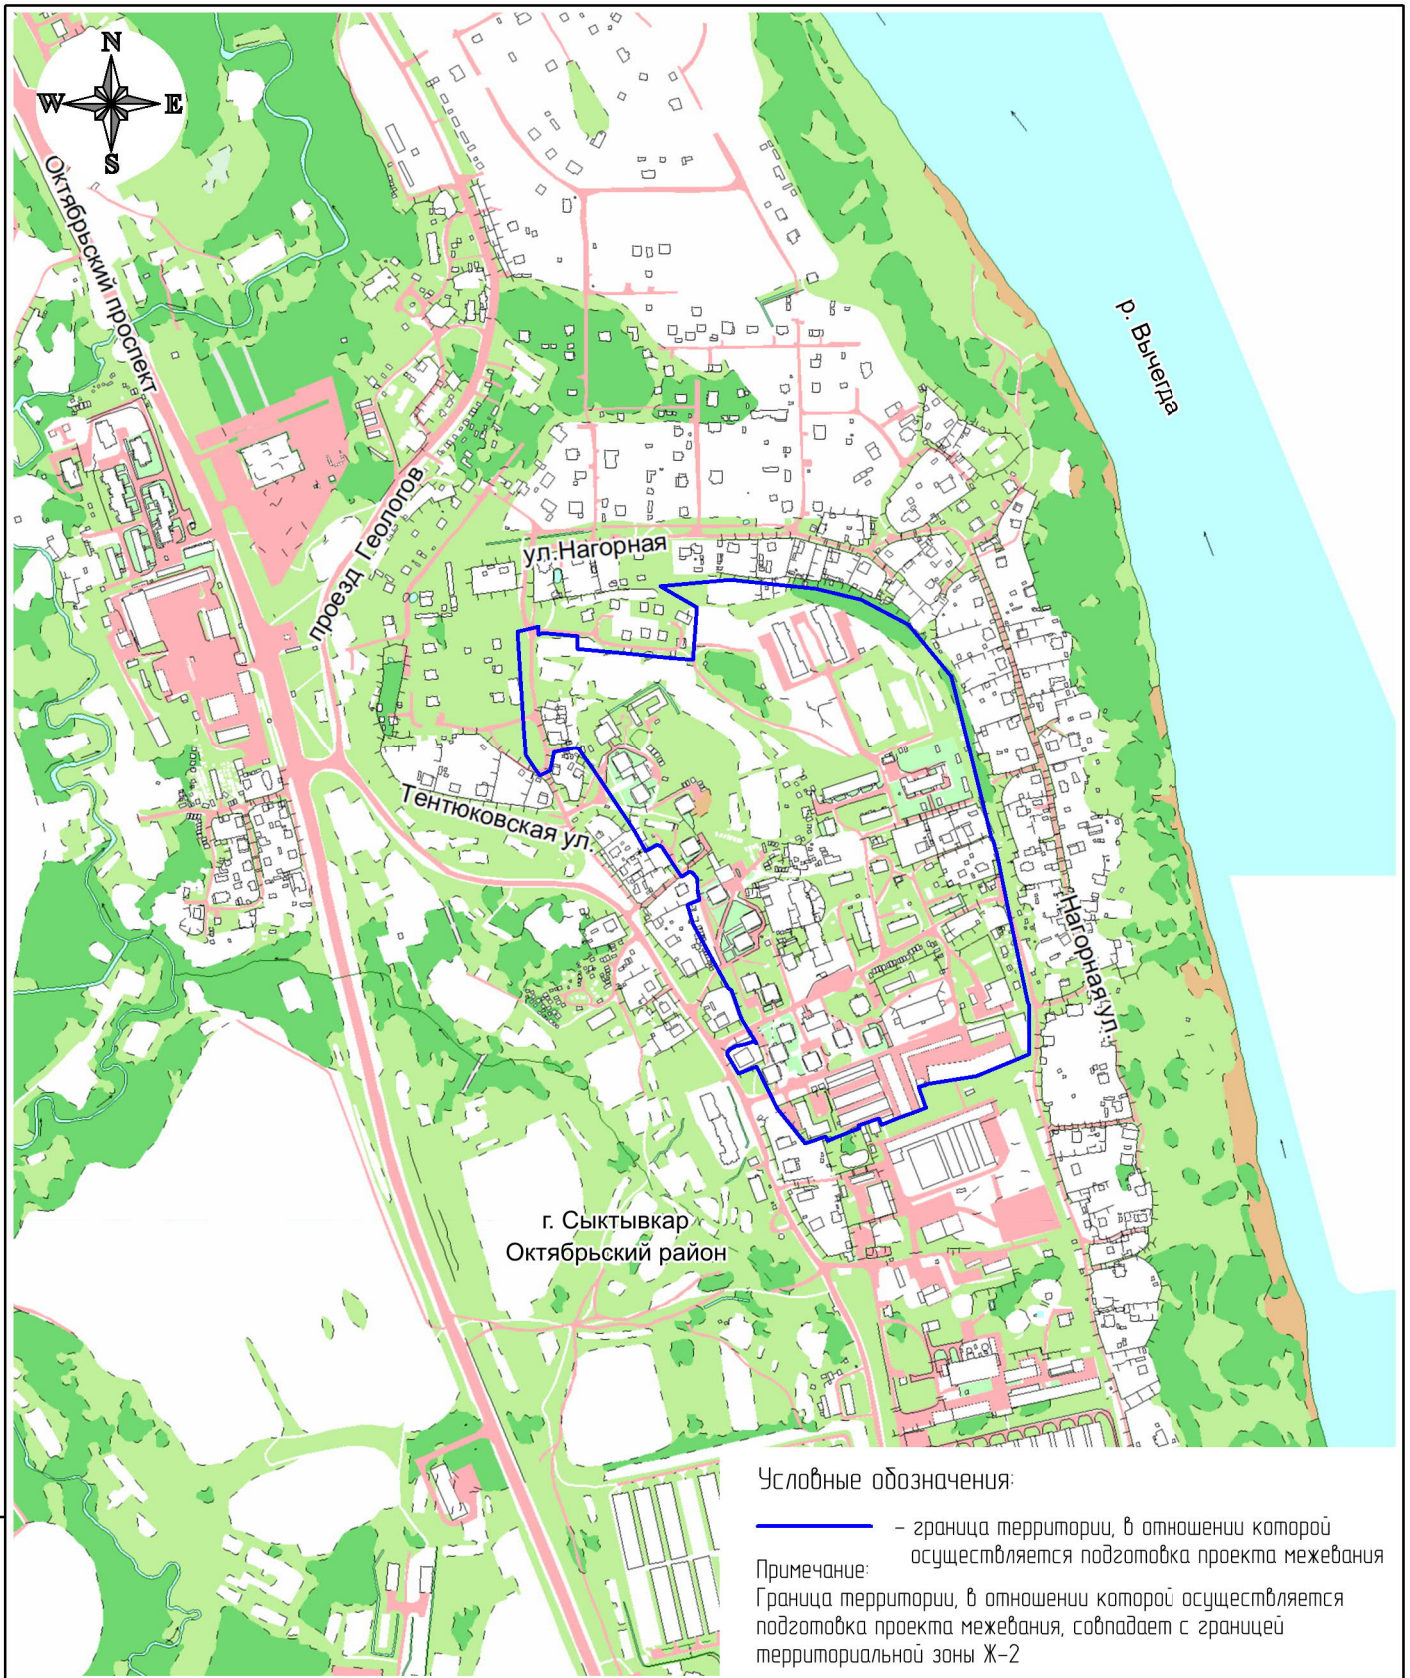 N
W
E
S
Октябрьский проспект
р. Вычегда
проезд Геологов
ул.Нагорная
Тентюковская ул.
Нагорная ул.
г. Сыктывкар
Октябрьский район
Условные обозначения:
– граница территории, в отношении которой
осуществляется подготовка проекта межевания
Примечание:
Граница территории, в отношении которой осуществляется
подготовка проекта межевания, совпадает с границей
территориальной зоны Ж-2